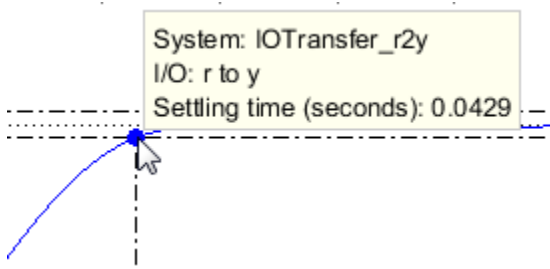 System: IOTransfer_r2y
I/O: r to y
Settling time (seconds): 0.0429